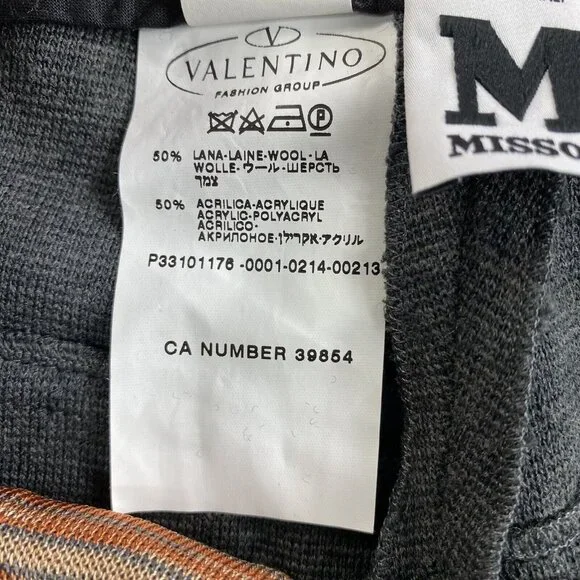 V
VALENTINO
FASHION GROUP
P
50% LANA-LAINE-WOOL-LA
WOLLE-ウール-ШЕРСТЬ
צמר
50% ACRILICA-ACRYLIQUE
ACRYLIC-POLYACRYL
ACRILICO-
АКРИЛОНОЕ-אקרילן-アクリル
P33101176 -0001-0214-00213
CA NUMBER 39854
M
MISSO